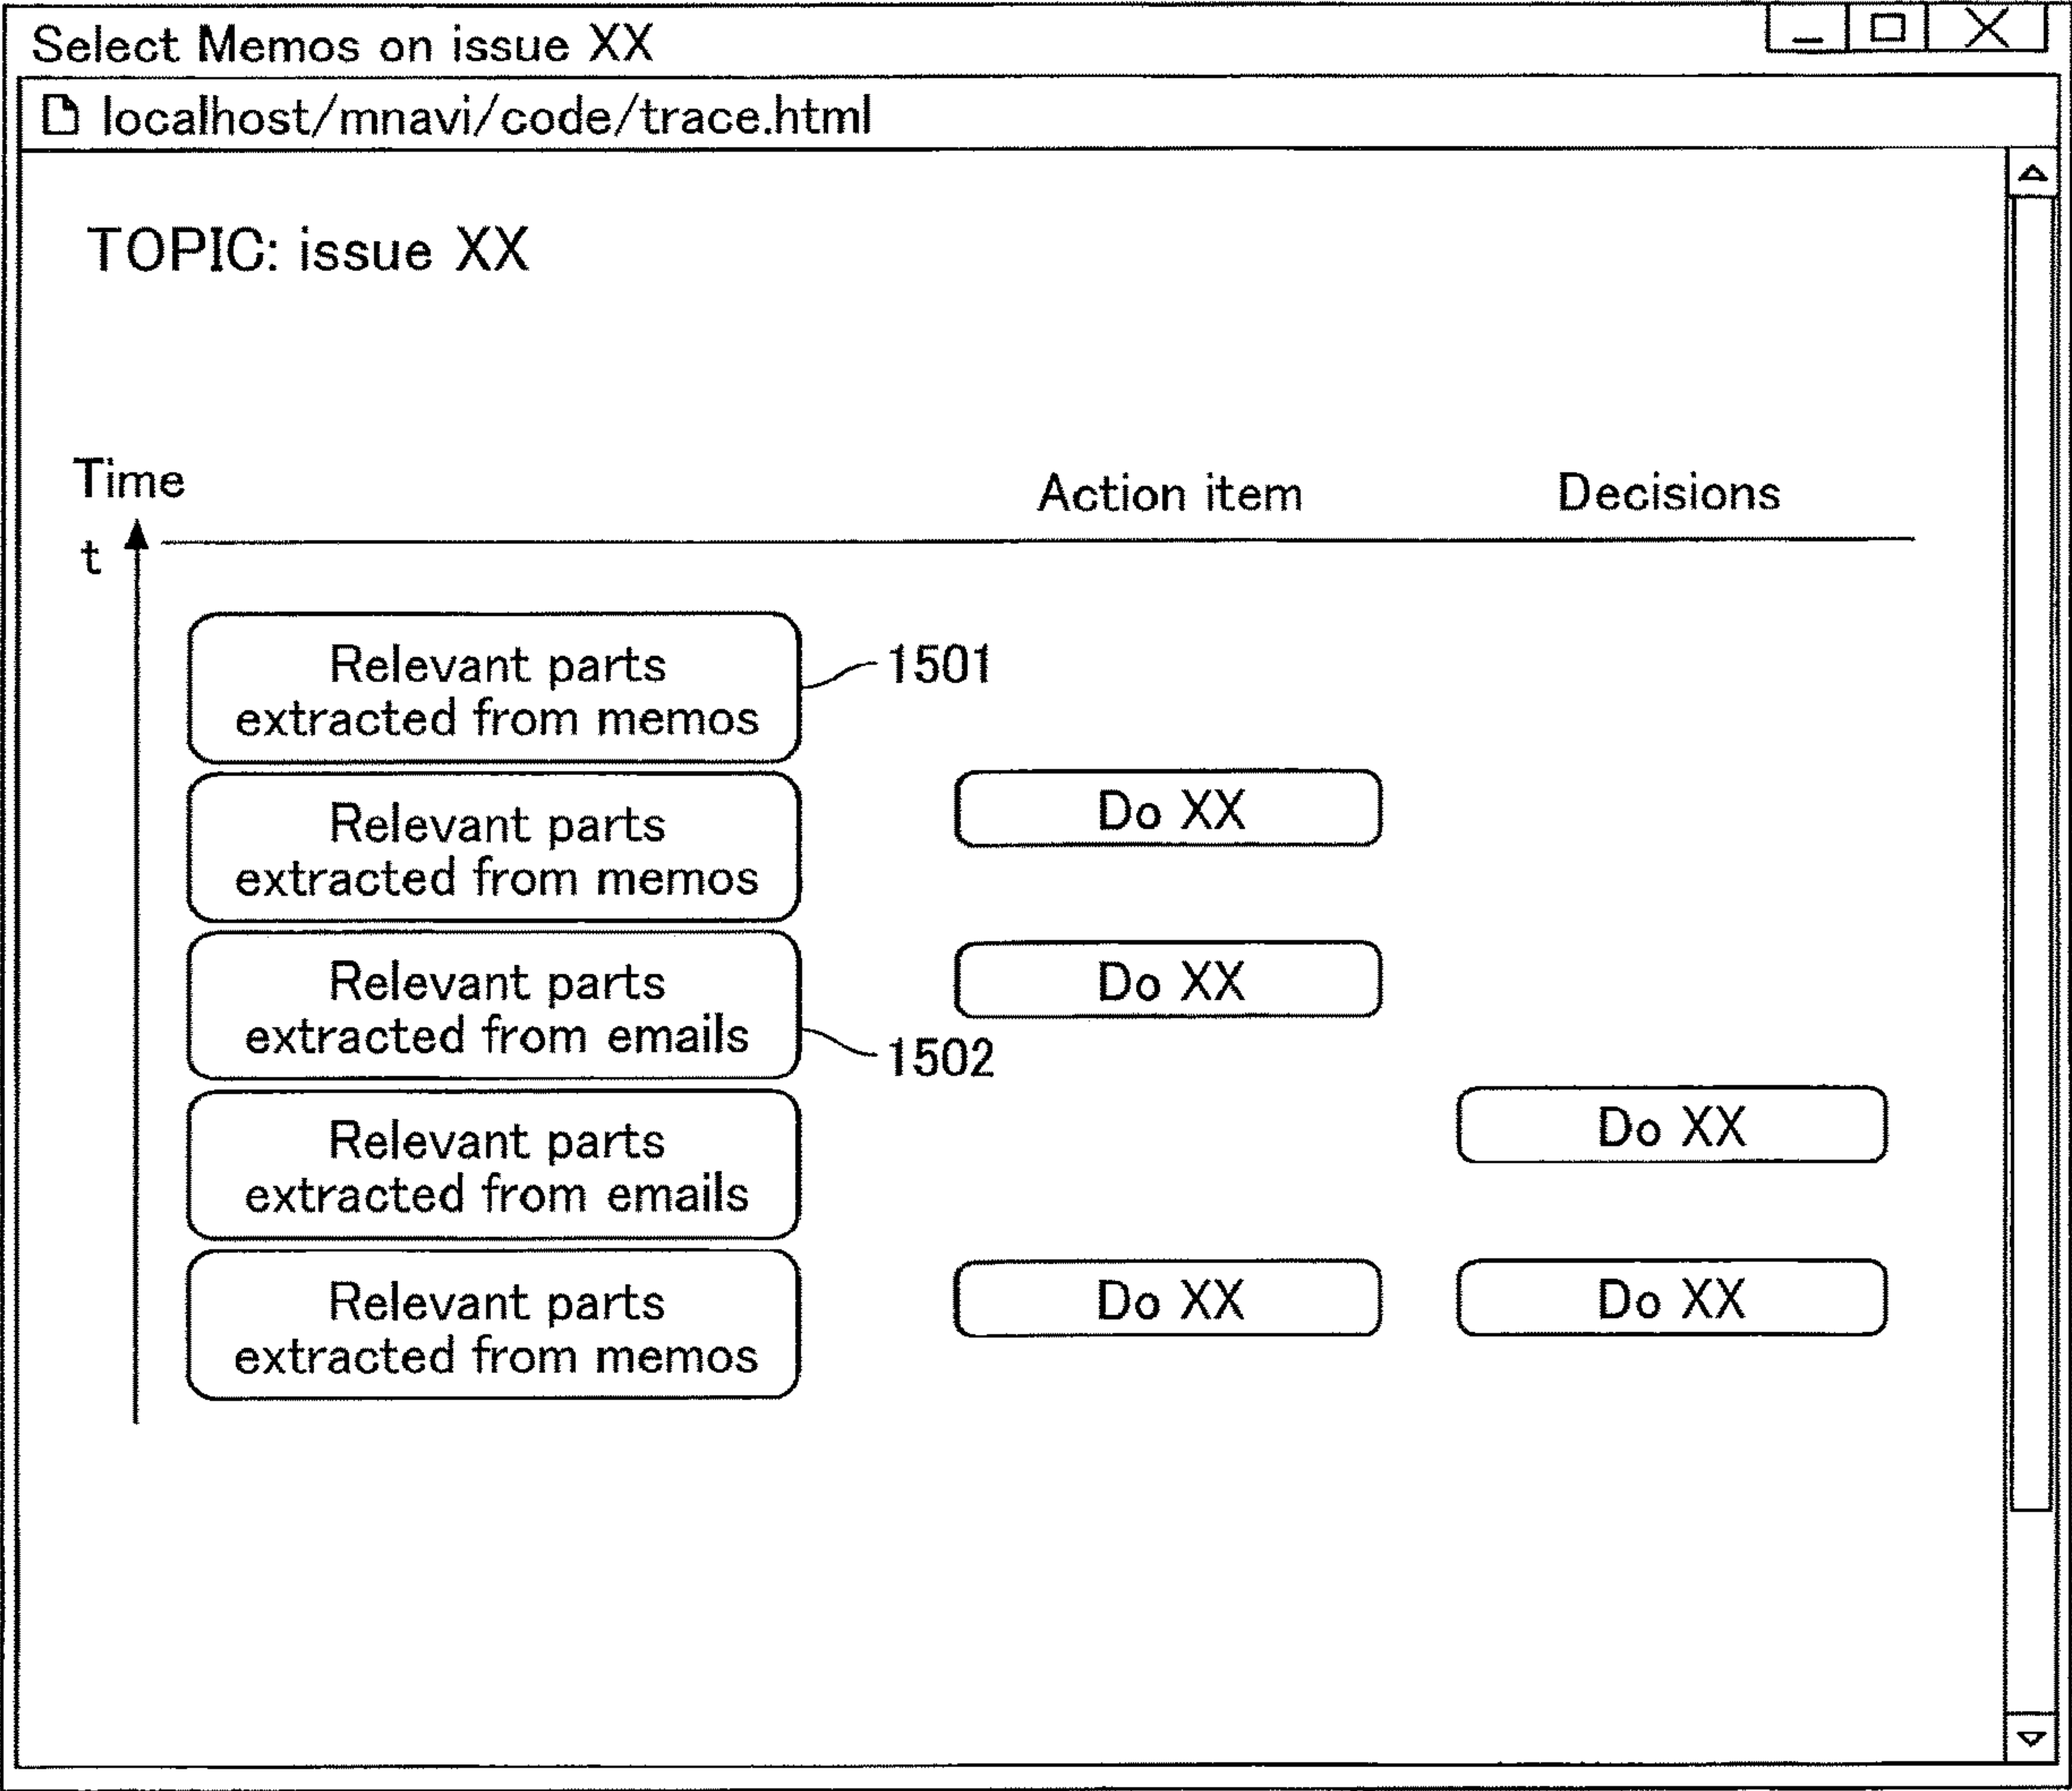 Select Memos on issue XX
localhost/mnavi/code/trace.html
TOPIC: issue XX
Time
t
Action item
Decisions
Relevant parts
extracted from memos
1501
Relevant parts
extracted from memos
Do XX
Relevant parts
extracted from emails
1502
Do XX
Relevant parts
extracted from emails
Do XX
Relevant parts
extracted from memos
Do XX
Do XX